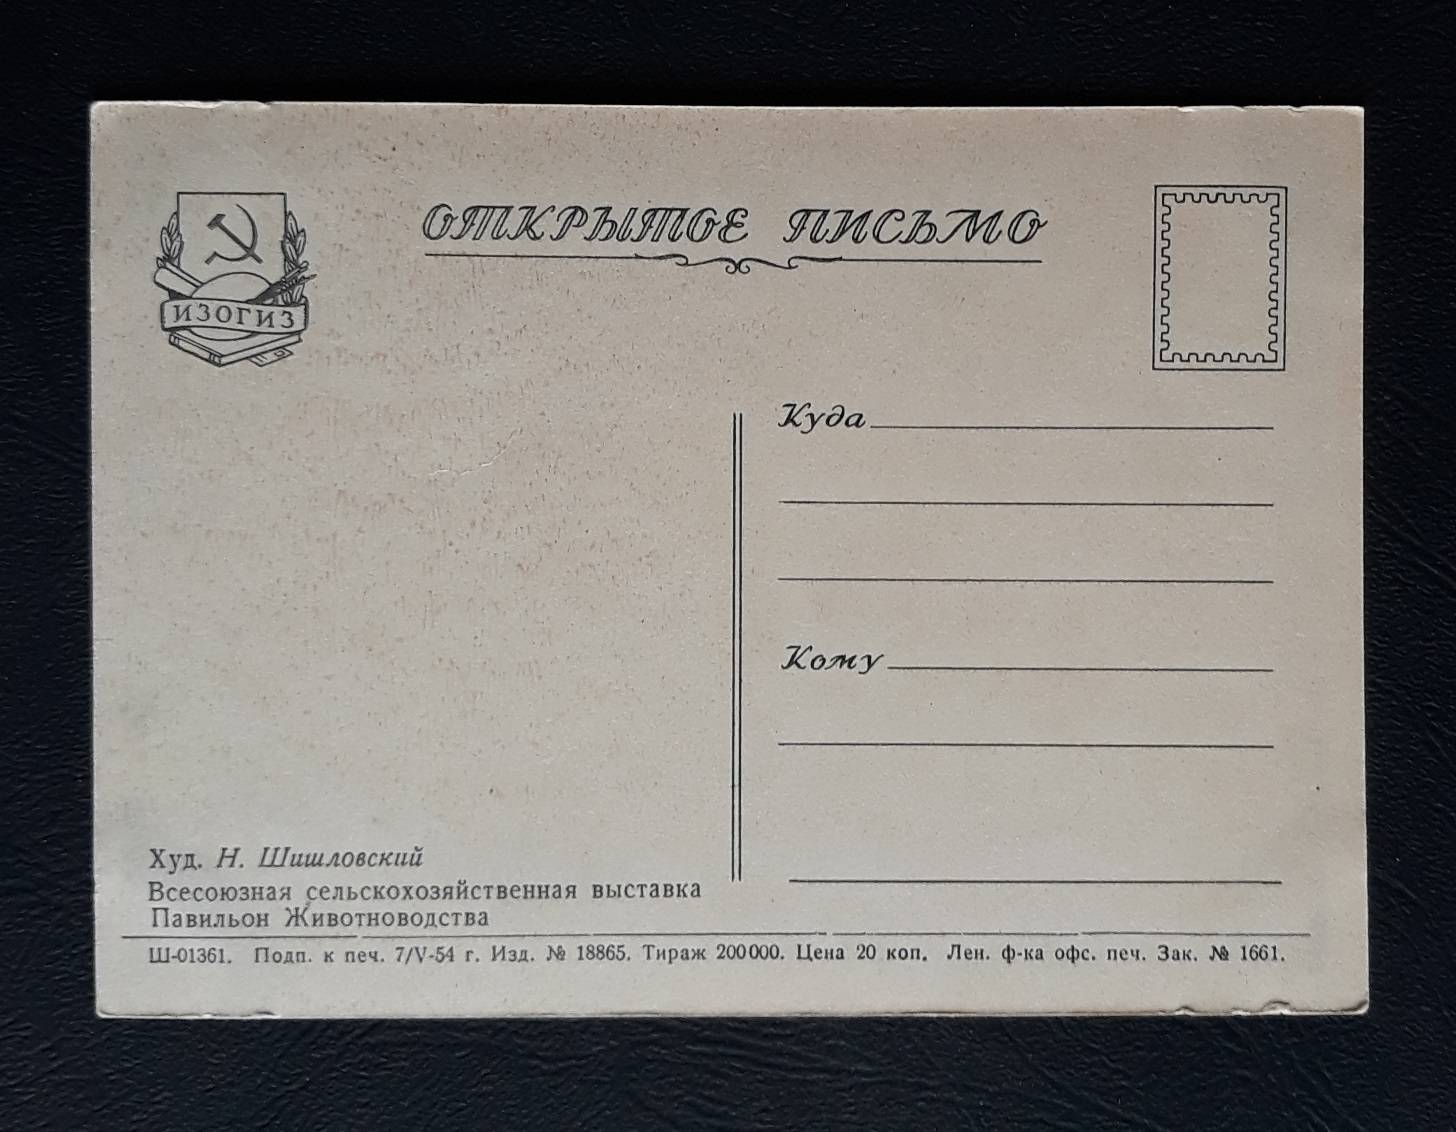 ИЗОГИЗ
ОТКРЫТОЕ ПИСЬМО
Куда
Кому
Худ. Н. Шишловский
Всесоюзная сельскохозяйственная выставка
Павильон Животноводства
Ш-01361. Подп. к печ. 7/V-54 г. Изд. № 18865. Тираж 200000. Цена 20 коп. Лен. ф-ка офс. печ. Зак. № 1661.